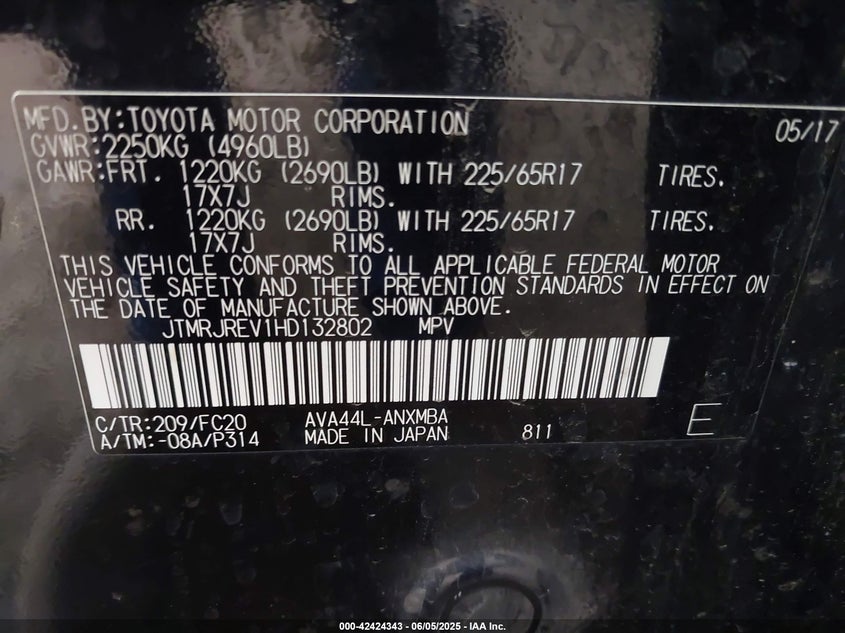 MFD.BY:TOYOTA MOTOR CORPORATION 05/17
GVWR:2250KG (4960LB)
GAWR:FRT. 1220KG (2690LB) WITH 225/65R17 TIRES.
17X7J RIMS.
RR. 1220KG (2690LB) WITH 225/65R17 TIRES.
17X7J RIMS.
THIS VEHICLE CONFORMS TO ALL APPLICABLE FEDERAL MOTOR
VEHICLE SAFETY AND THEFT PREVENTION STANDARDS IN EFFECT ON
THE DATE OF MANUFACTURE SHOWN ABOVE.
JTMRJREV1HD132802 MPV
C/TR:209/FC20 AVA44L-ANXMBA
A/TM:-08A/P314 MADE IN JAPAN 811 E
000-42424343 - 06/05/2025 - IAA Inc.